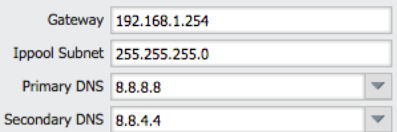 Gateway 192.168.1.254
Ippool Subnet 255.255.255.0
Primary DNS 8.8.8.8
Secondary DNS 8.8.4.4